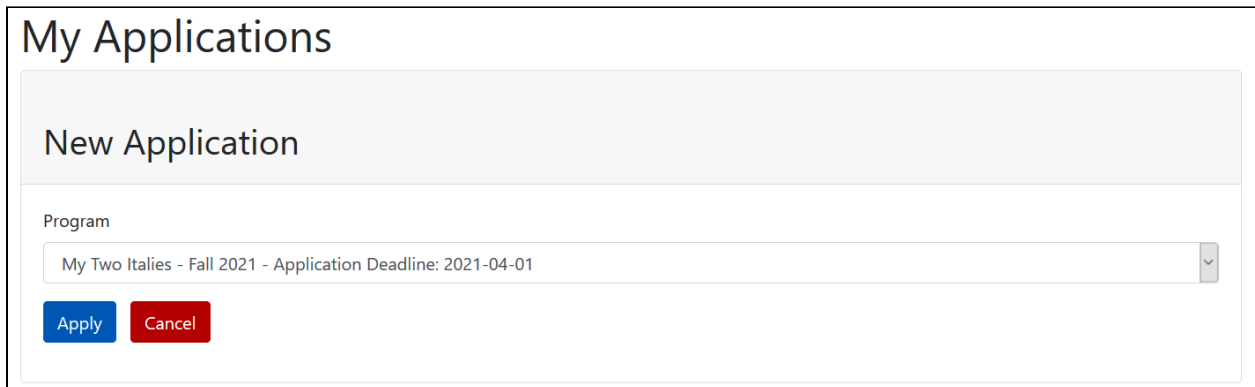 My Applications
New Application
Program
My Two Italies - Fall 2021 - Application Deadline: 2021-04-01
Apply Cancel